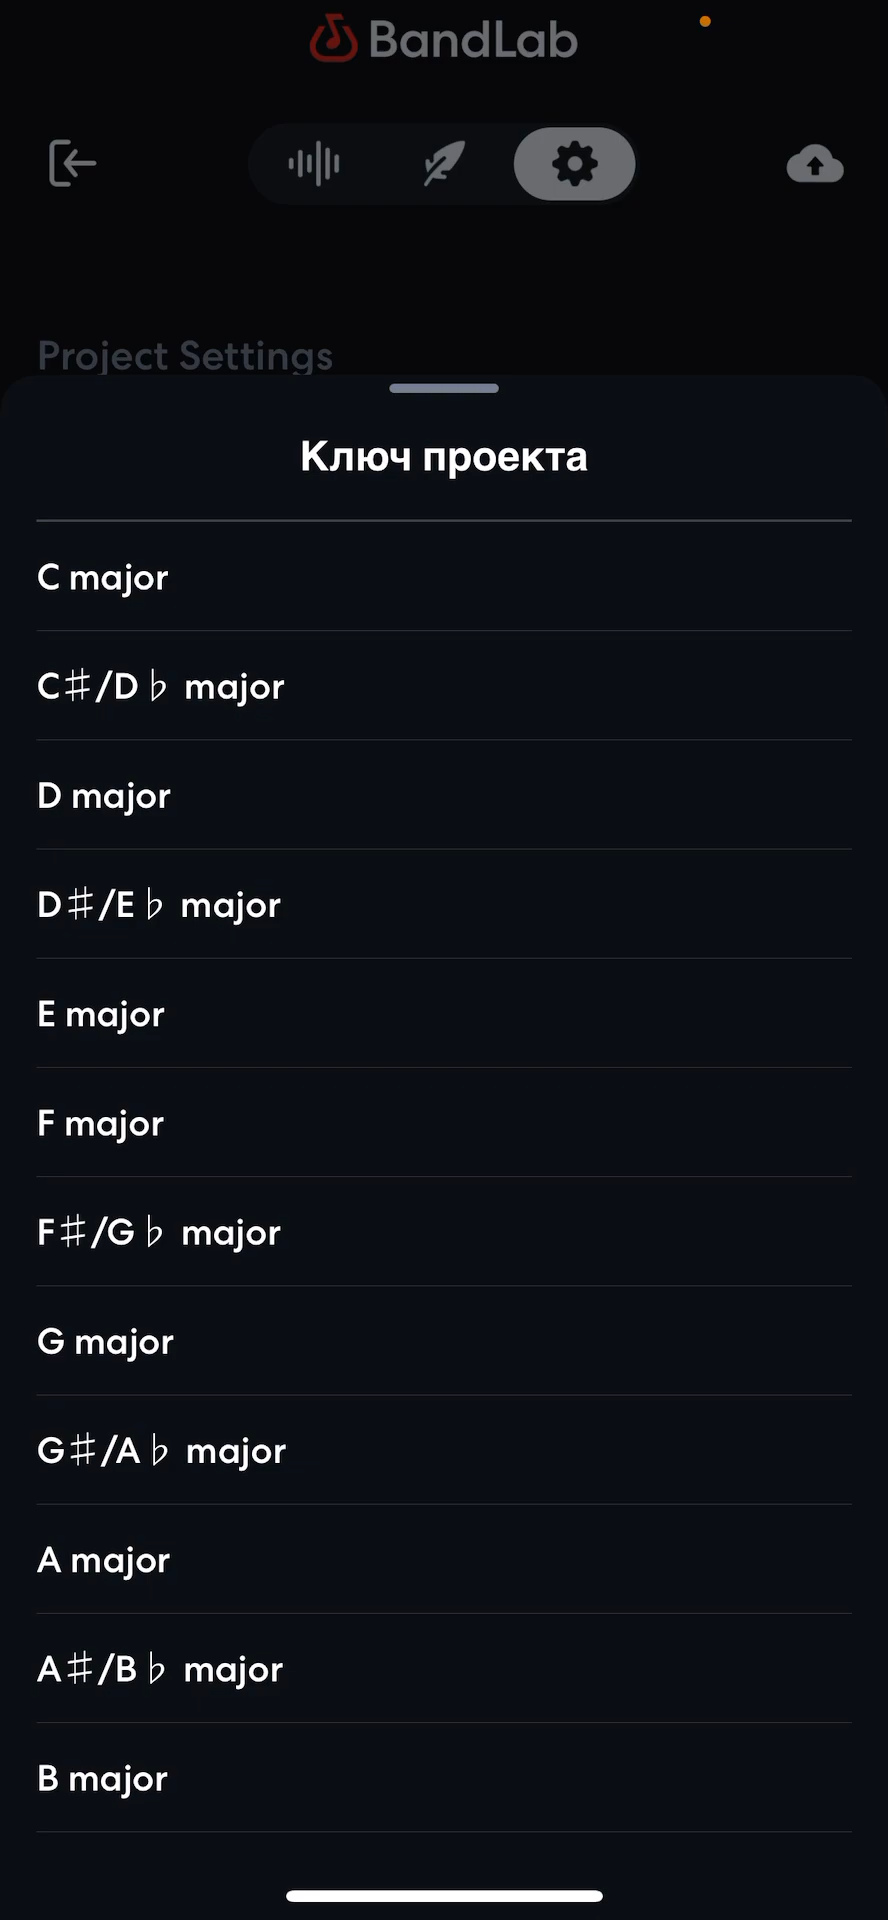 BandLab
Project Settings
Ключ проекта
C major
C♯/D♭ major
D major
D♯/E♭ major
E major
F major
F♯/G♭ major
G major
G♯/A♭ major
A major
A♯/B♭ major
B major